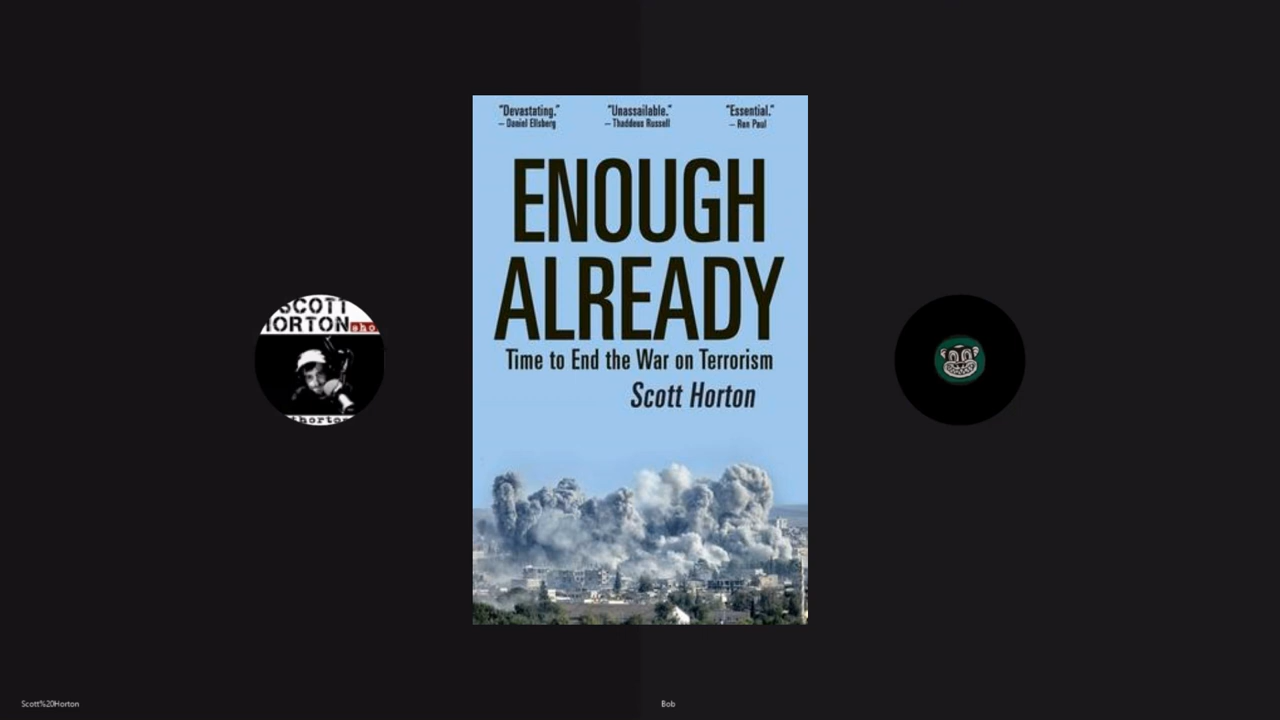 "Devastating."
– Daniel Ellsberg
"Unassailable."
– Thaddeus Russell
"Essential."
– Ron Paul
ENOUGH
ALREADY
Time to End the War on Terrorism
Scott Horton
SCOTT
HORTON
sho
Scott%20Horton
Bob